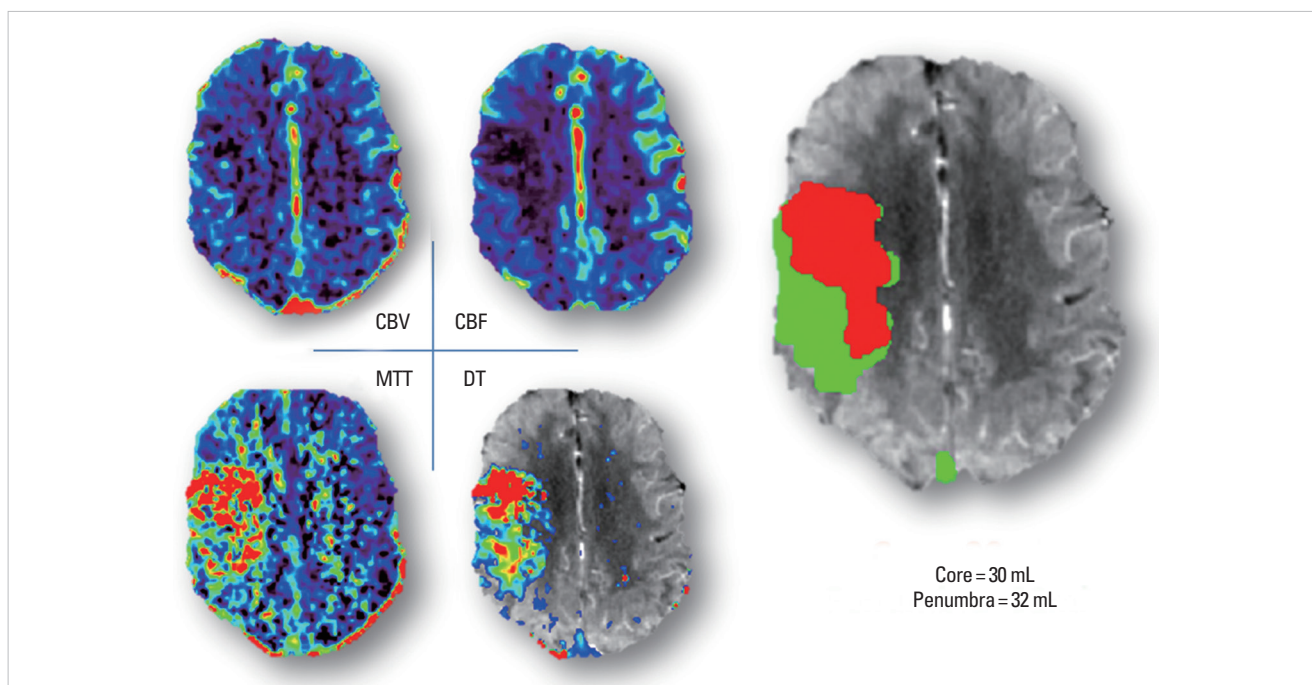 CBV
CBF
MTT
DT
Core = 30 mL
Penumbra = 32 mL